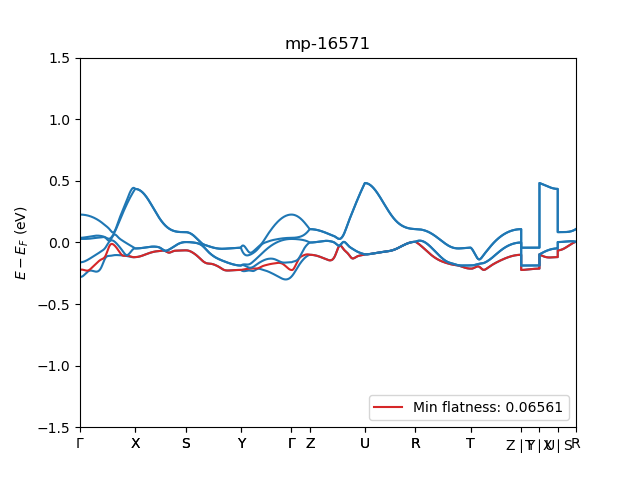 mp-16571
1.5
1.0
0.5
0.0
−0.5
−1.0
−1.5
E − E_F (eV)
Min flatness: 0.06561
Γ X S Y Γ Z U R T Z | T Y | X U | S R